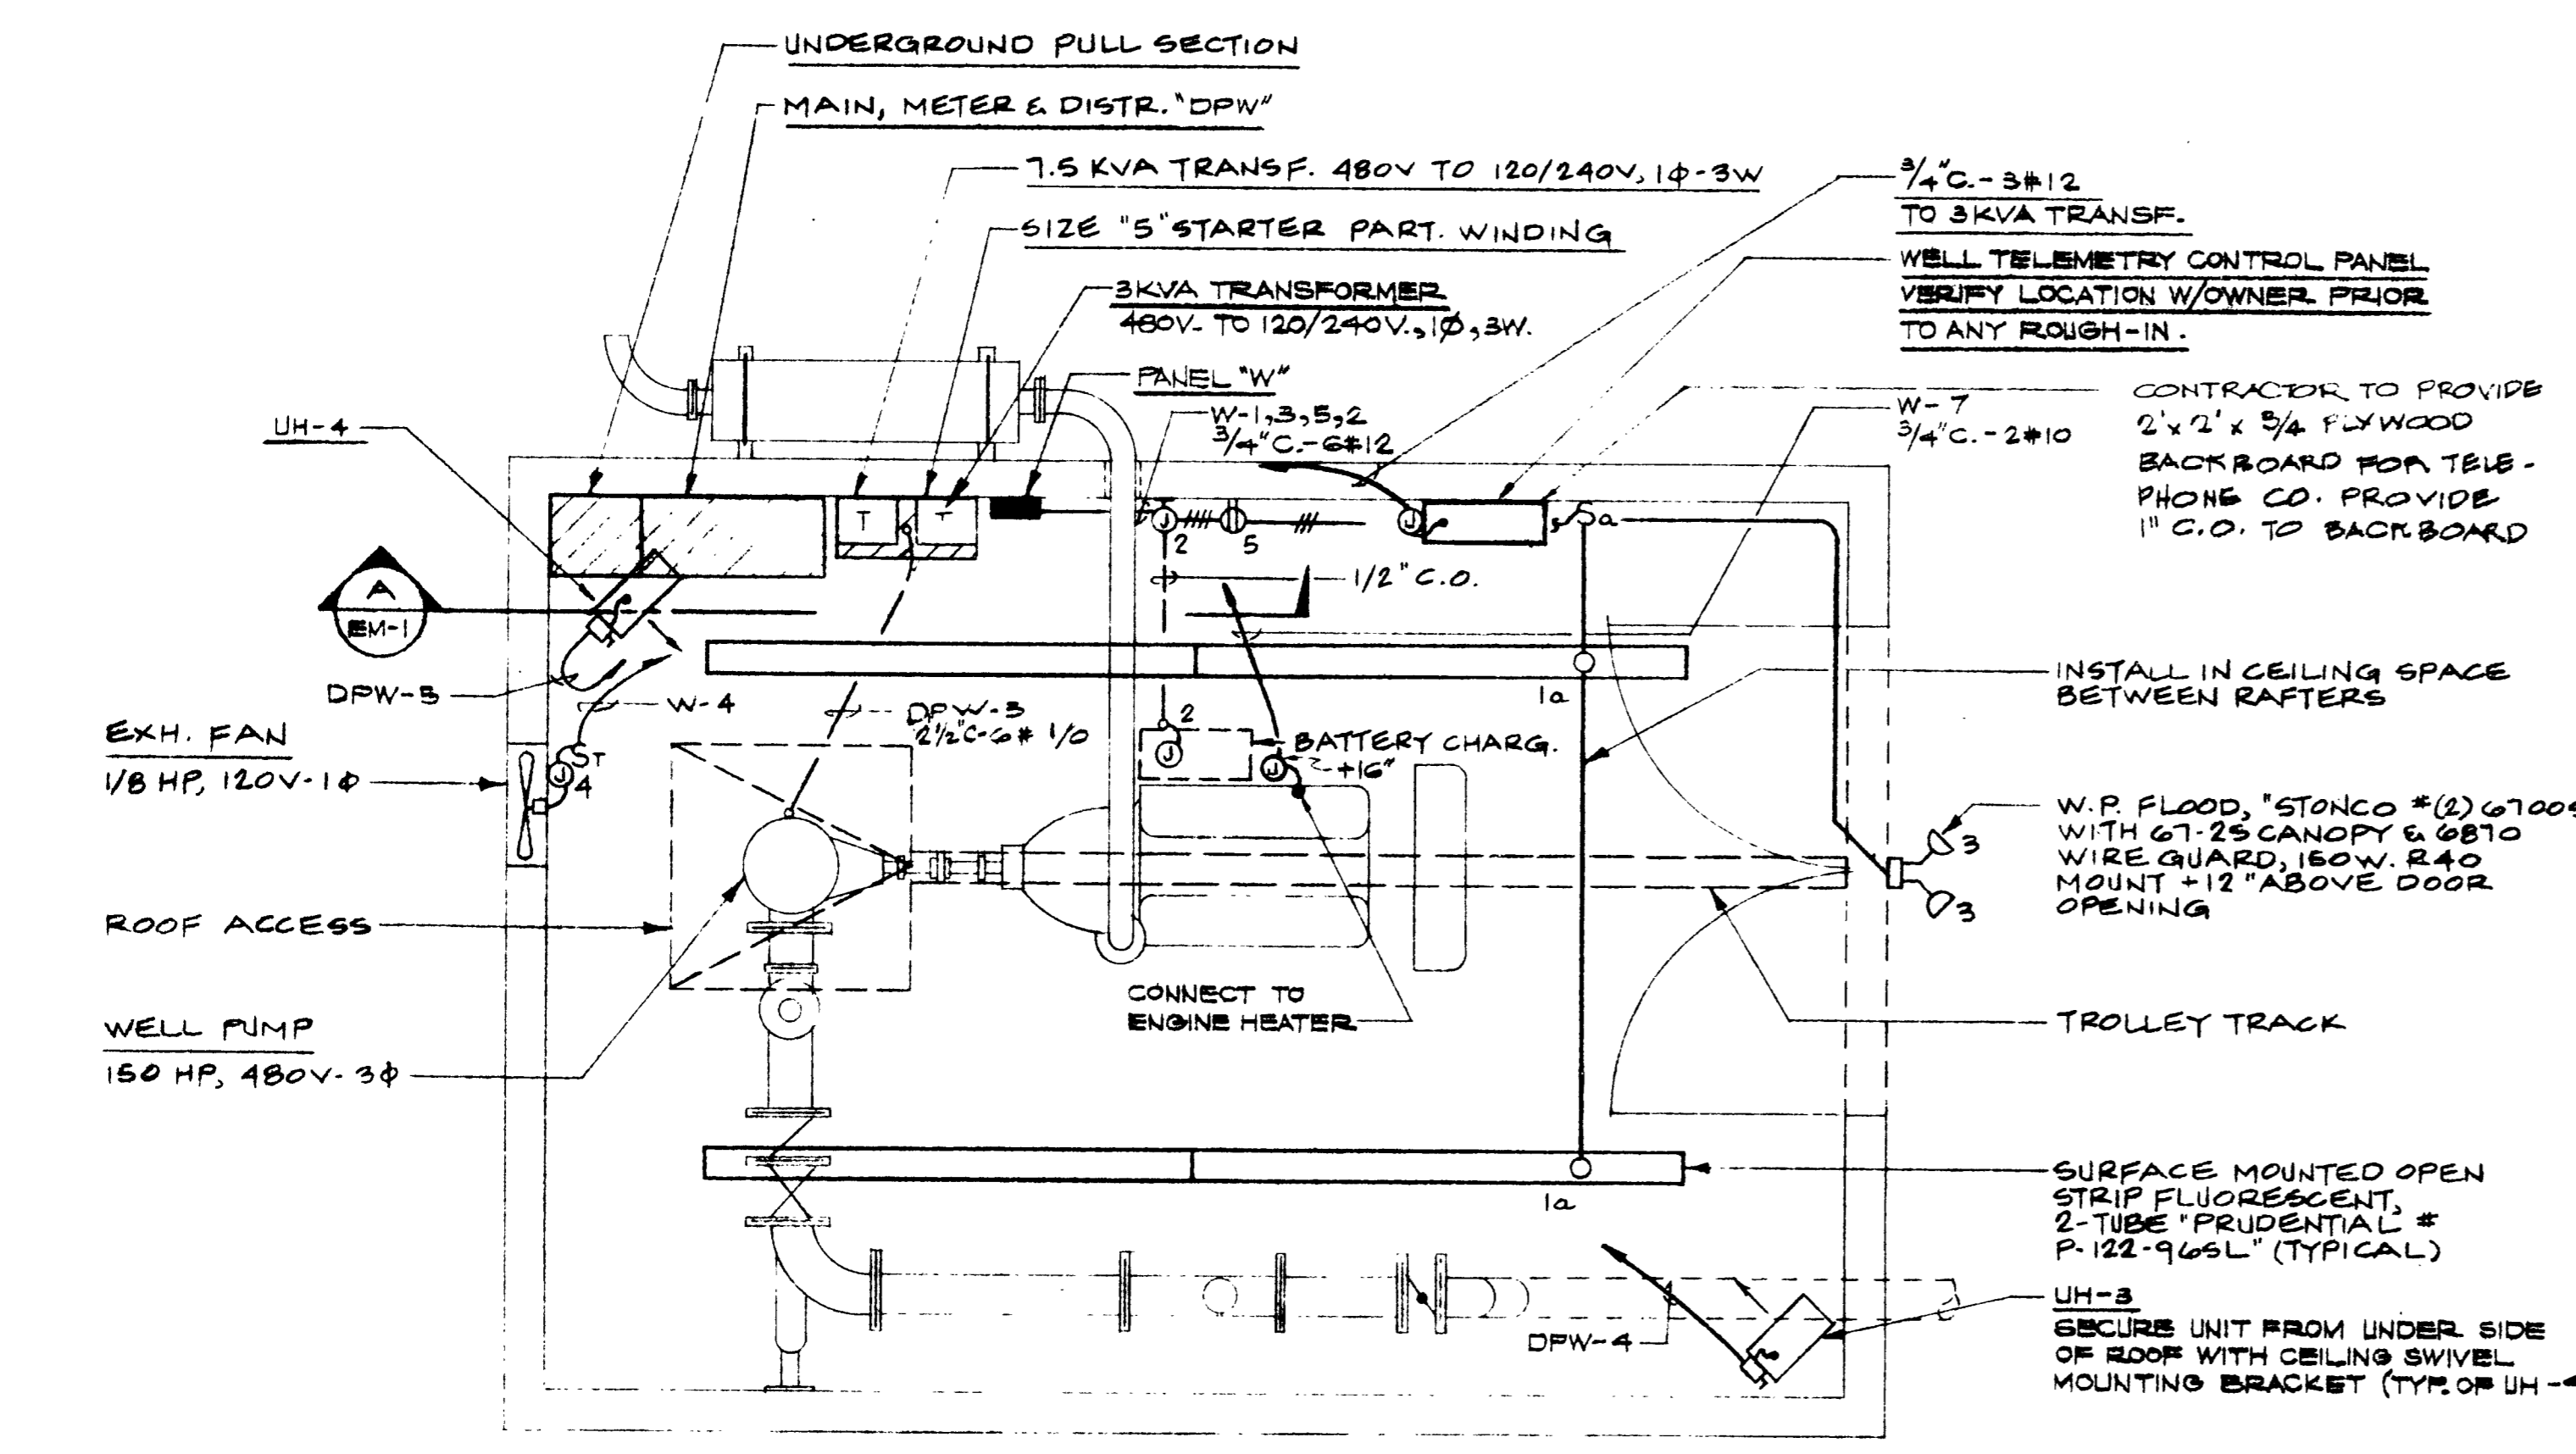 UNDERGROUND PULL SECTION
MAIN, METER & DISTR. "DPW"
7.5 KVA TRANSF. 480V TO 120/240V, 1ϕ-3W
SIZE "5" STARTER PART. WINDING
3KVA TRANSFORMER
480V. TO 120/240V., 1Ø, 3W.
PANEL "W"
W-1,3,5,2
3/4"C.-6#12
3/4"C.-3#12
TO 3KVA TRANSF.
WELL TELEMETRY CONTROL PANEL
VERIFY LOCATION W/OWNER PRIOR
TO ANY ROUGH-IN.
W-7
3/4"C.-2#10
CONTRACTOR TO PROVIDE
2'x2'x 3/4 PLYWOOD
BACKBOARD FOR TELE-
PHONE CO. PROVIDE
1" C.O. TO BACKBOARD
UH-4
T
T
J
2
5
J
a
1/2" C.O.
A
EM-1
DPW-5
W-4
DPW-3
2½"C-6# 1/0
1a
INSTALL IN CEILING SPACE
BETWEEN RAFTERS
EXH. FAN
1/8 HP, 120V-1ϕ
ST
J
4
2
J
BATTERY CHARG.
J
+16"
W.P. FLOOD, "STONCO #(2) 6700S
WITH 67-25 CANOPY & 6870
WIRE GUARD, 150W. R40
MOUNT +12" ABOVE DOOR
OPENING
3
3
ROOF ACCESS
CONNECT TO
ENGINE HEATER
WELL PUMP
150 HP, 480V-3ϕ
TROLLEY TRACK
1a
SURFACE MOUNTED OPEN
STRIP FLUORESCENT,
2-TUBE "PRUDENTIAL #
P-122-96SL" (TYPICAL)
DPW-4
UH-3
SECURE UNIT FROM UNDER SIDE
OF ROOF WITH CEILING SWIVEL
MOUNTING BRACKET (TYP. OF UH-4